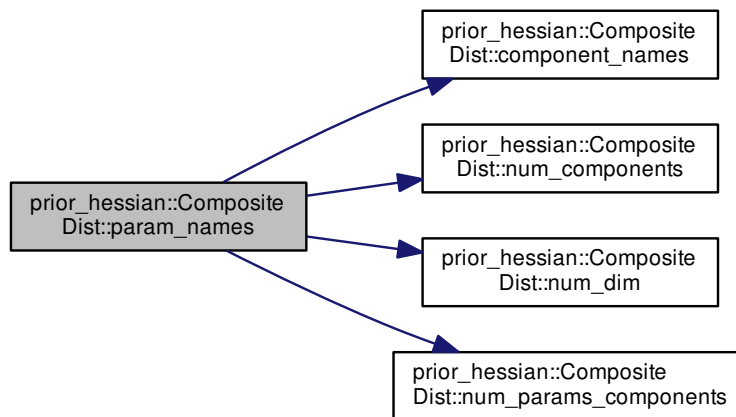 prior_hessian::Composite
Dist::component_names
prior_hessian::Composite
Dist::num_components
prior_hessian::Composite
Dist::param_names
prior_hessian::Composite
Dist::num_dim
prior_hessian::Composite
Dist::num_params_components